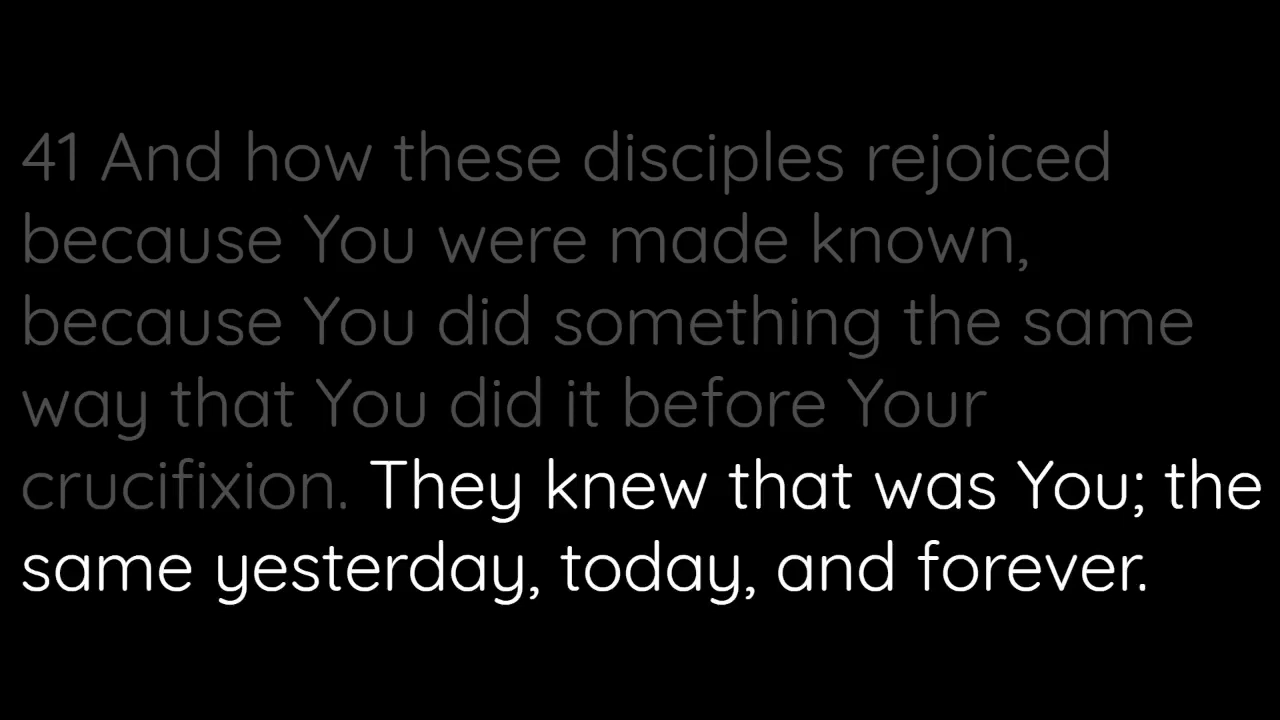 41 And how these disciples rejoiced
because You were made known,
because You did something the same
way that You did it before Your
crucifixion. They knew that was You; the
same yesterday, today, and forever.